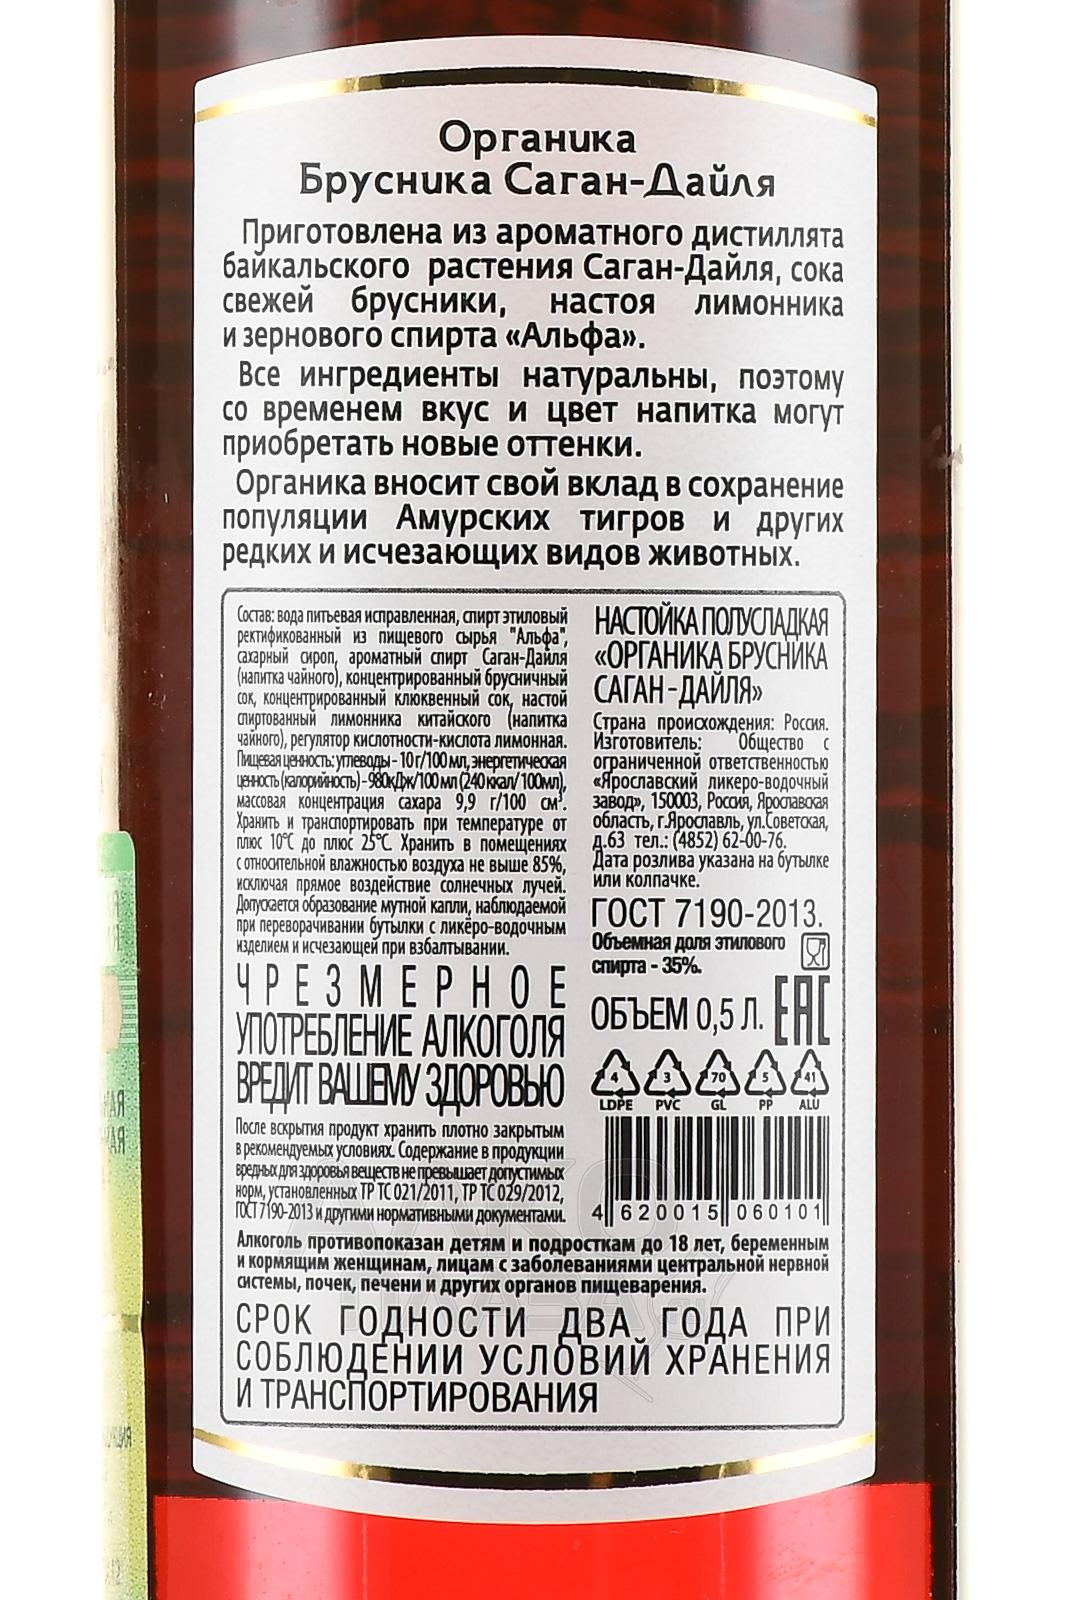 Органика
Брусника Саган-Дайля
Приготовлена из ароматного дистиллята
байкальского растения Саган-Дайля, сока
свежей брусники, настоя лимонника
и зернового спирта «Альфа».
Все ингредиенты натуральны, поэтому
со временем вкус и цвет напитка могут
приобретать новые оттенки.
Органика вносит свой вклад в сохранение
популяции Амурских тигров и других
редких и исчезающих видов животных.
Состав: вода питьевая исправленная, спирт этиловый
ректификованный из пищевого сырья "Альфа",
сахарный сироп, ароматный спирт Саган-Дайля
(напитка чайного), концентрированный брусничный
сок, концентрированный клюквенный сок, настой
спиртованный лимонника китайского (напитка
чайного), регулятор кислотности-кислота лимонная.
Пищевая ценность: углеводы - 10 г/100 мл, энергетическая
ценность (калорийность) - 980кДж/100 мл (240 ккал/ 100мл),
массовая концентрация сахара 9,9 г/100 см³.
Хранить и транспортировать при температуре от
плюс 10°С до плюс 25°С. Хранить в помещениях
с относительной влажностью воздуха не выше 85%,
исключая прямое воздействие солнечных лучей.
Допускается образование мутной капли, наблюдаемой
при переворачивании бутылки с ликёро-водочным
изделием и исчезающей при взбалтывании.
ЧРЕЗМЕРНОЕ
УПОТРЕБЛЕНИЕ АЛКОГОЛЯ
ВРЕДИТ ВАШЕМУ ЗДОРОВЬЮ
После вскрытия продукт хранить плотно закрытым
в рекомендуемых условиях. Содержание в продукции
вредных для здоровья веществ не превышает допустимых
норм, установленных ТР ТС 021/2011, ТР ТС 029/2012,
ГОСТ 7190-2013 и другими нормативными документами.
НАСТОЙКА ПОЛУСЛАДКАЯ
«ОРГАНИКА БРУСНИКА
САГАН-ДАЙЛЯ»
Страна происхождения: Россия.
Изготовитель: Общество с
ограниченной ответственностью
«Ярославский ликеро-водочный
завод», 150003, Россия, Ярославская
область, г.Ярославль, ул.Советская,
д.63 тел.: (4852) 62-00-76.
Дата розлива указана на бутылке
или колпачке.
ГОСТ 7190-2013.
Объемная доля этилового
спирта - 35%.
ОБЪЕМ 0,5 Л. ЕАС
4 3 70 5 41
LDPE PVC GL PP ALU
4 620015 060101
Алкоголь противопоказан детям и подросткам до 18 лет, беременным
и кормящим женщинам, лицам с заболеваниями центральной нервной
системы, почек, печени и других органов пищеварения.
СРОК ГОДНОСТИ ДВА ГОДА ПРИ
СОБЛЮДЕНИИ УСЛОВИЙ ХРАНЕНИЯ
И ТРАНСПОРТИРОВАНИЯ